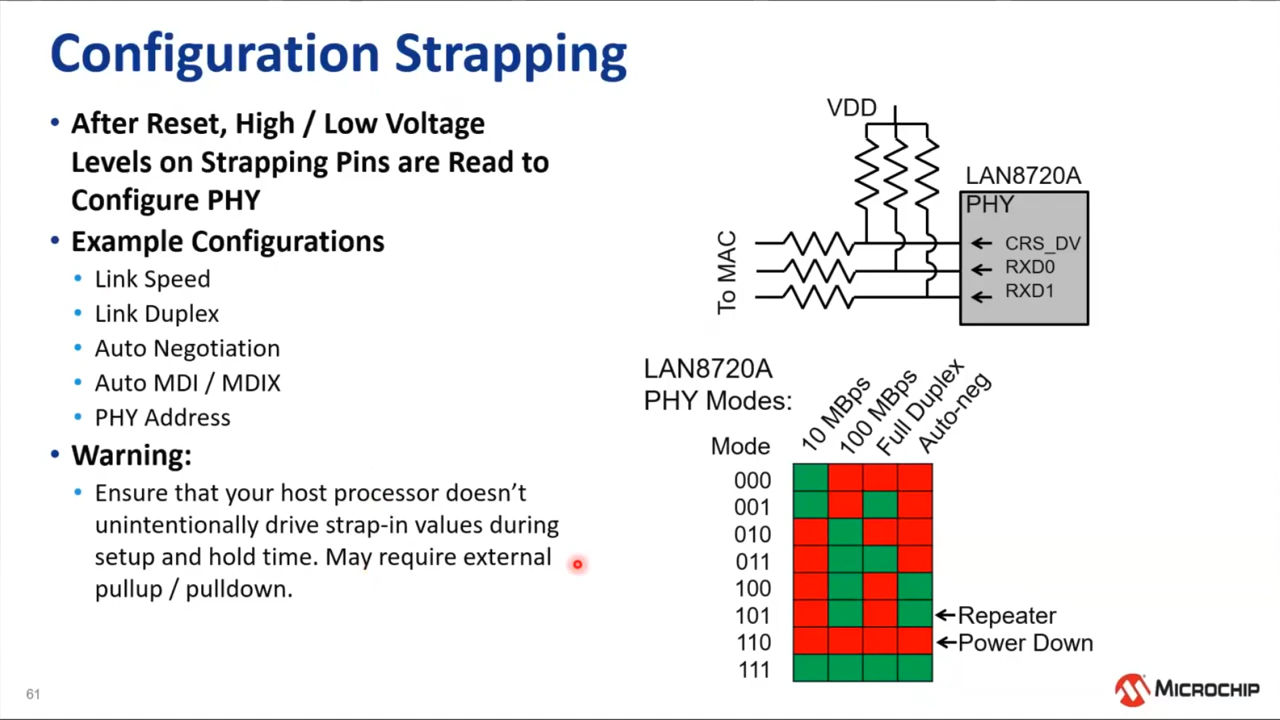 Configuration Strapping
• After Reset, High / Low Voltage
Levels on Strapping Pins are Read to
Configure PHY
• Example Configurations
• Link Speed
• Link Duplex
• Auto Negotiation
• Auto MDI / MDIX
• PHY Address
• Warning:
• Ensure that your host processor doesn’t
unintentionally drive strap-in values during
setup and hold time. May require external
pullup / pulldown.
VDD
LAN8720A
PHY
CRS_DV
RXD0
RXD1
To MAC
LAN8720A
PHY Modes:
10 MBps
100 MBps
Full Duplex
Auto-neg
Mode
000
001
010
011
100
101
Repeater
110
Power Down
111
61
MICROCHIP